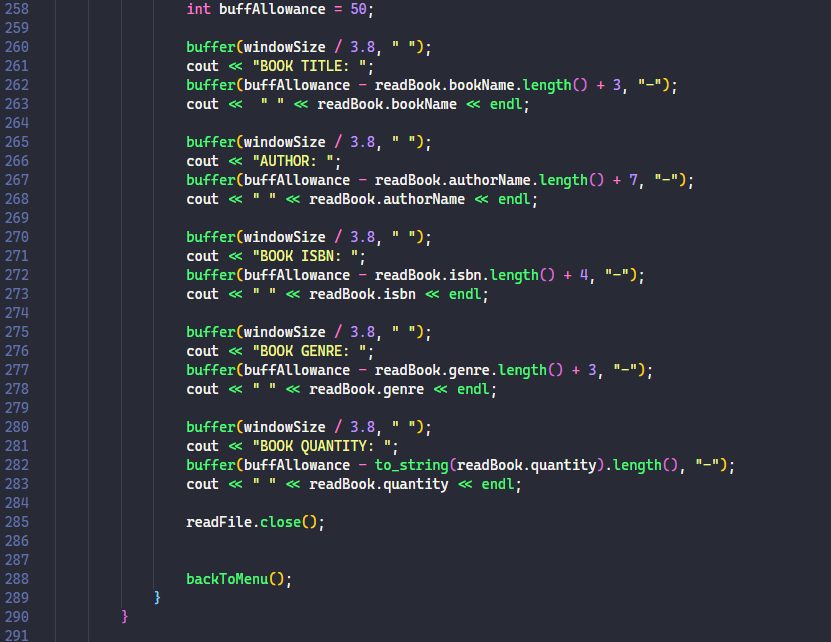 258 int buffAllowance = 50;
259
260 buffer(windowSize / 3.8, " ");
261 cout << "BOOK TITLE: ";
262 buffer(buffAllowance - readBook.bookName.length() + 3, "-");
263 cout <<  " " << readBook.bookName << endl;
264
265 buffer(windowSize / 3.8, " ");
266 cout << "AUTHOR: ";
267 buffer(buffAllowance - readBook.authorName.length() + 7, "-");
268 cout << " " << readBook.authorName << endl;
269
270 buffer(windowSize / 3.8, " ");
271 cout << "BOOK ISBN: ";
272 buffer(buffAllowance - readBook.isbn.length() + 4, "-");
273 cout << " " << readBook.isbn << endl;
274
275 buffer(windowSize / 3.8, " ");
276 cout << "BOOK GENRE: ";
277 buffer(buffAllowance - readBook.genre.length() + 3, "-");
278 cout << " " << readBook.genre << endl;
279
280 buffer(windowSize / 3.8, " ");
281 cout << "BOOK QUANTITY: ";
282 buffer(buffAllowance - to_string(readBook.quantity).length(), "-");
283 cout << " " << readBook.quantity << endl;
284
285 readFile.close();
286
287
288 backToMenu();
289 }
290 }
291